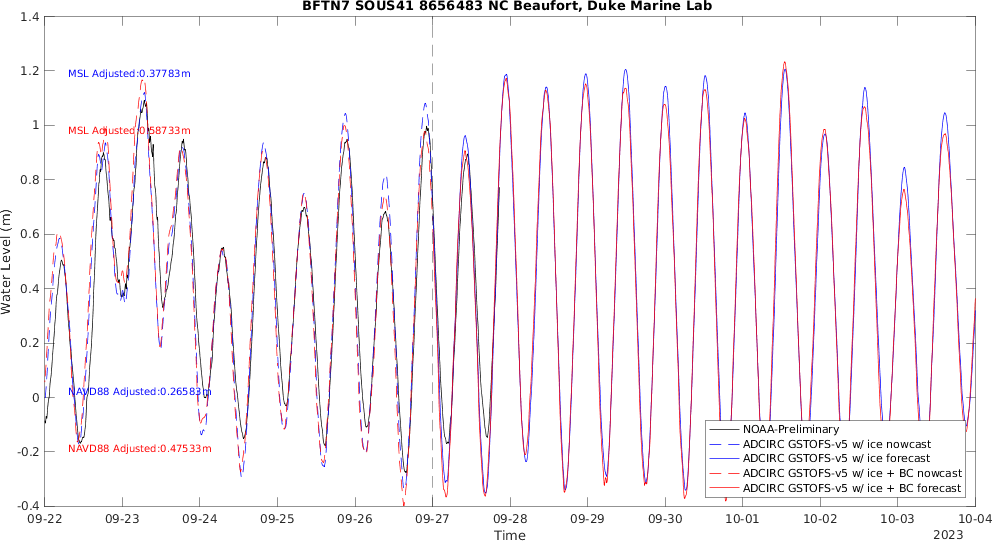 BFTN7 SOUS41 8656483 NC Beaufort, Duke Marine Lab
Water Level (m)
1.4
1.2
1
0.8
0.6
0.4
0.2
0
-0.2
-0.4
MSL Adjusted:0.37783m
MSL Adjusted:0.58733m
NAVD88 Adjusted:0.26583m
NAVD88 Adjusted:0.47533m
NOAA-Preliminary
ADCIRC GSTOFS-v5 w/ ice nowcast
ADCIRC GSTOFS-v5 w/ ice forecast
ADCIRC GSTOFS-v5 w/ ice + BC nowcast
ADCIRC GSTOFS-v5 w/ ice + BC forecast
09-22 09-23 09-24 09-25 09-26 09-27 09-28 09-29 09-30 10-01 10-02 10-03 10-04
Time
2023